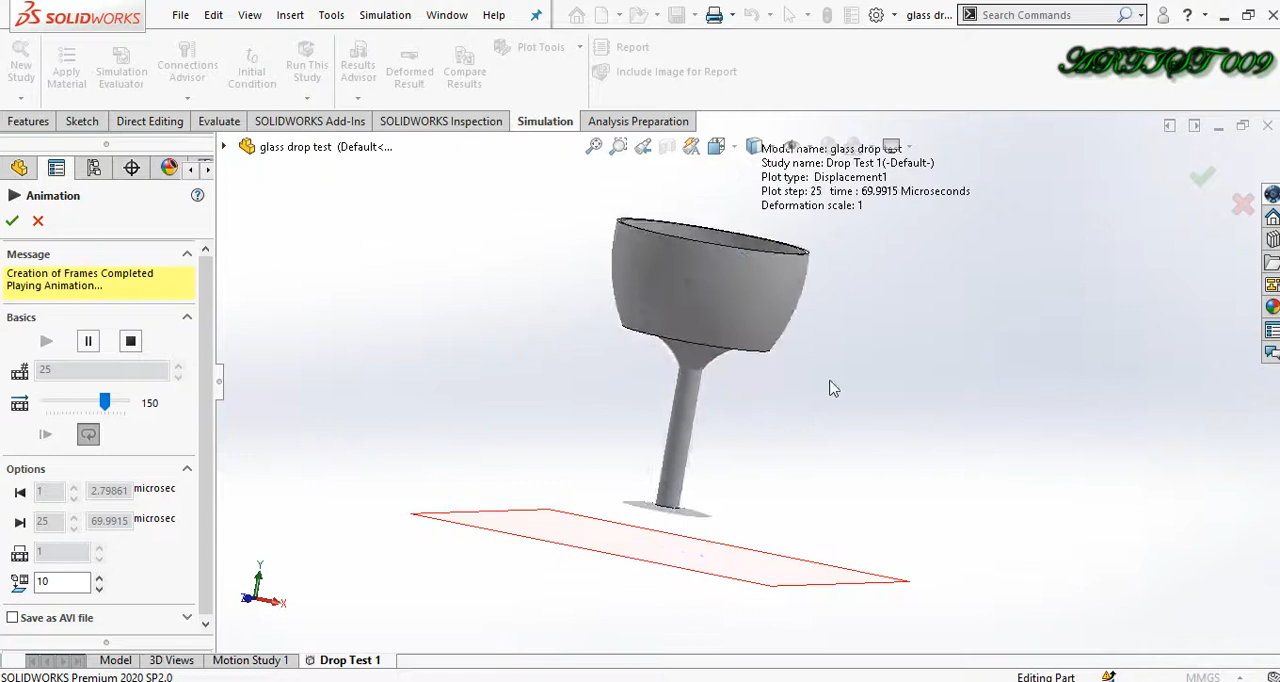 SOLIDWORKS
File Edit View Insert Tools Simulation Window Help
glass dr...
Search Commands
ARTIST 009
New Study
Apply Material
Simulation Evaluator
Connections Advisor
Initial Condition
Run This Study
Results Advisor
Deformed Result
Compare Results
Plot Tools
Report
Include Image for Report
Features Sketch Direct Editing Evaluate SOLIDWORKS Add-Ins SOLIDWORKS Inspection Simulation Analysis Preparation
glass drop test (Default<...
Model name: glass drop test
Study name: Drop Test 1(-Default-)
Plot type: Displacement1
Plot step: 25 time : 69.9915 Microseconds
Deformation scale: 1
Animation
Message
Creation of Frames Completed
Playing Animation...
Basics
25
150
Options
1 2.79861 microsec
25 69.9915 microsec
1
10
Save as AVI file
Y
X
Z
Model 3D Views Motion Study 1 Drop Test 1
SOLIDWORKS Premium 2020 SP2.0
Editing Part
MMGS